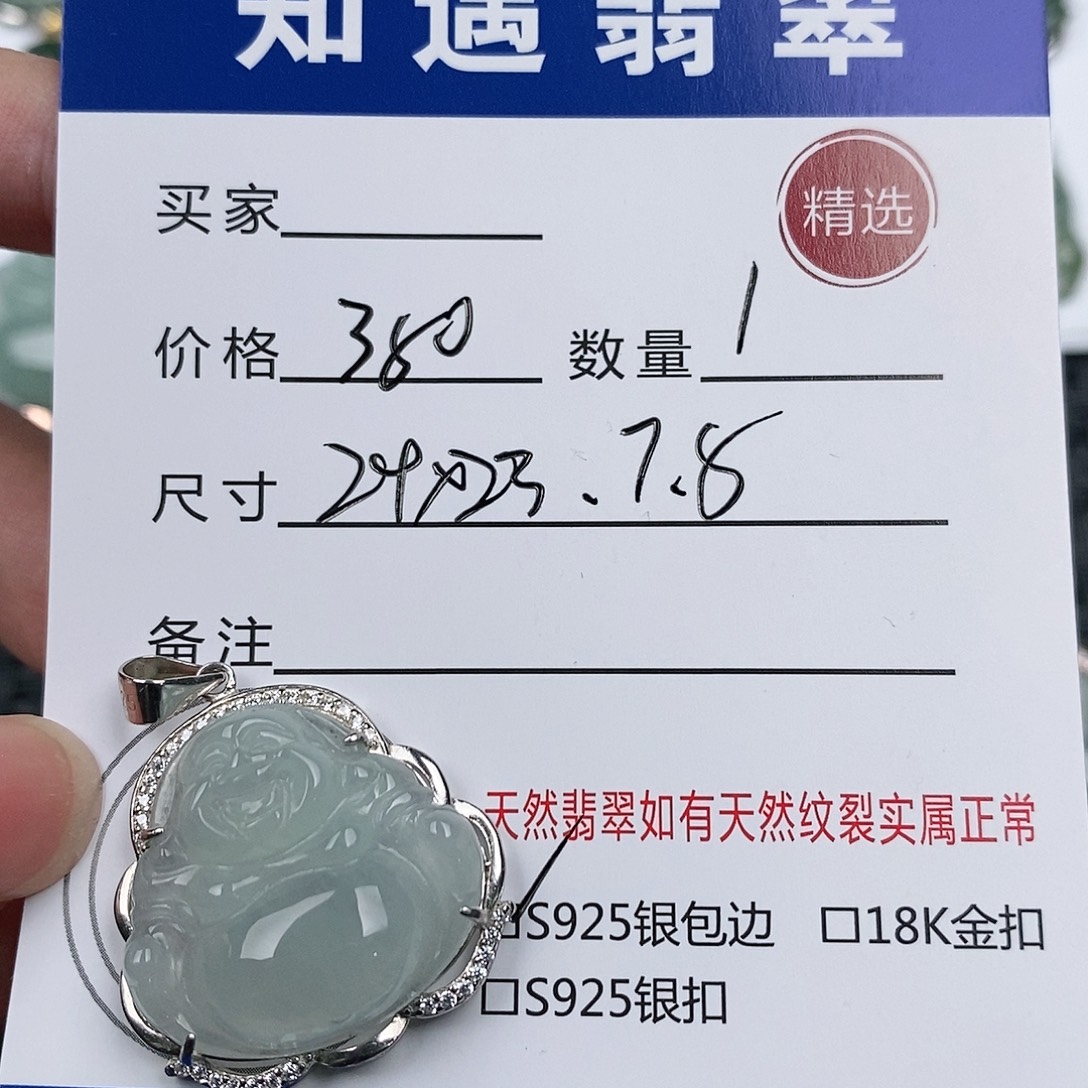 知遇翡翠
买家
精选
价格 380 数量 1
尺寸 24x23.7.8
备注
天然翡翠如有天然纹裂实属正常
□S925银包边 □18K金扣
□S925银扣